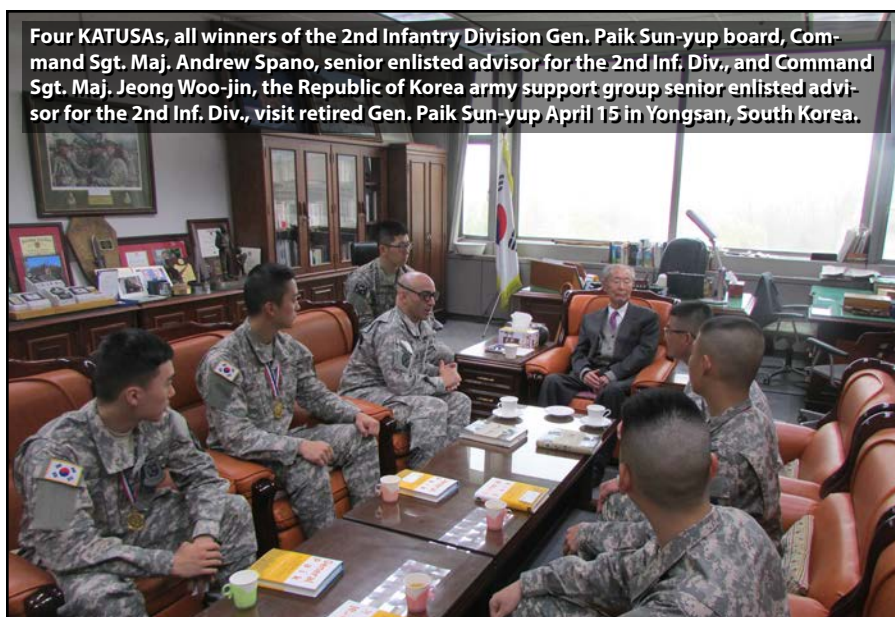 Four KATUSAs, all winners of the 2nd Infantry Division Gen. Paik Sun-yup board, Com-
mand Sgt. Maj. Andrew Spano, senior enlisted advisor for the 2nd Inf. Div., and Command
Sgt. Maj. Jeong Woo-jin, the Republic of Korea army support group senior enlisted advi-
sor for the 2nd Inf. Div., visit retired Gen. Paik Sun-yup April 15 in Yongsan, South Korea.